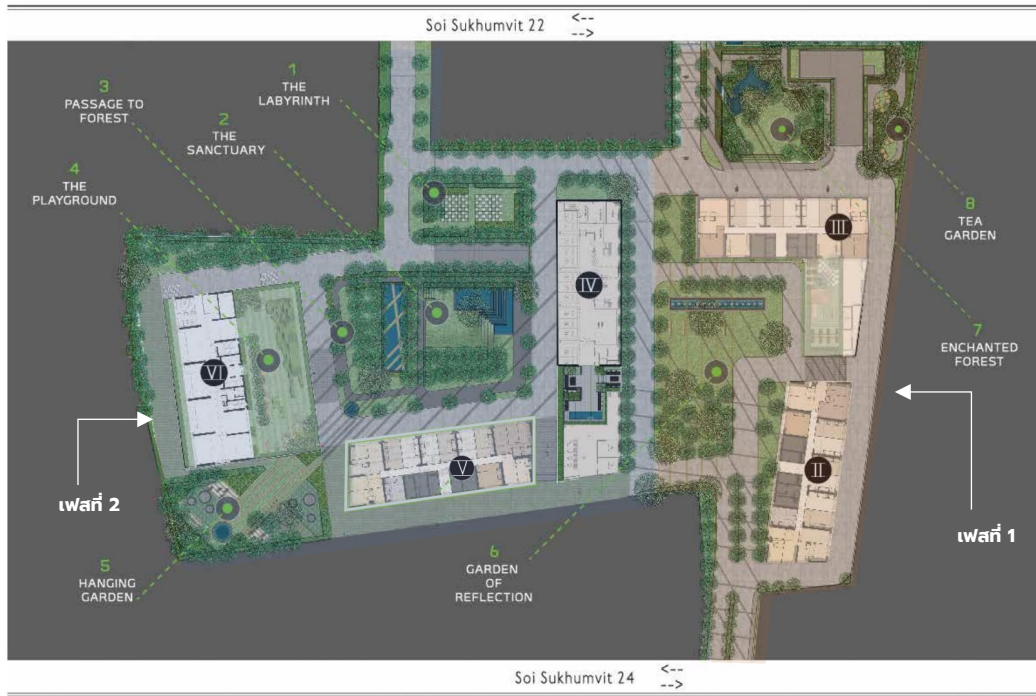 Soi Sukhumvit 22
<--
-->
1
THE
LABYRINTH
2
THE
SANCTUARY
3
PASSAGE TO
FOREST
4
THE
PLAYGROUND
8
TEA
GARDEN
7
ENCHANTED
FOREST
III
IV
VI
V
II
เฟสที่ 2
เฟสที่ 1
5
HANGING
GARDEN
6
GARDEN
OF
REFLECTION
Soi Sukhumvit 24
<--
-->